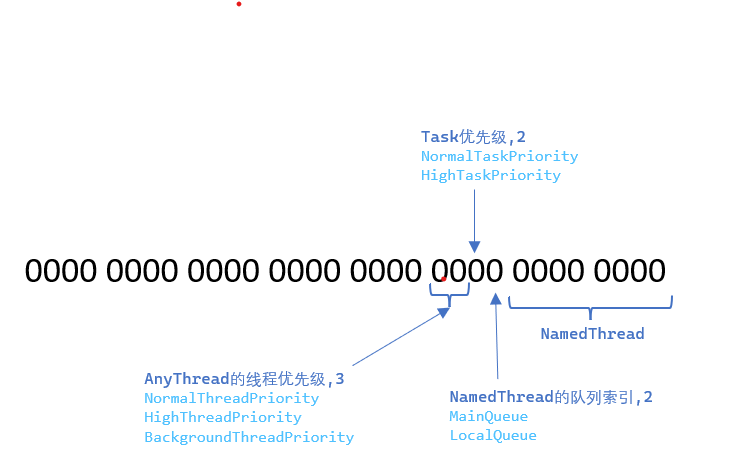 Task优先级,2
NormalTaskPriority
HighTaskPriority
0000 0000 0000 0000 0000 0000 0000 0000
NamedThread
AnyThread的线程优先级,3
NormalThreadPriority
HighThreadPriority
BackgroundThreadPriority
NamedThread的队列索引,2
MainQueue
LocalQueue